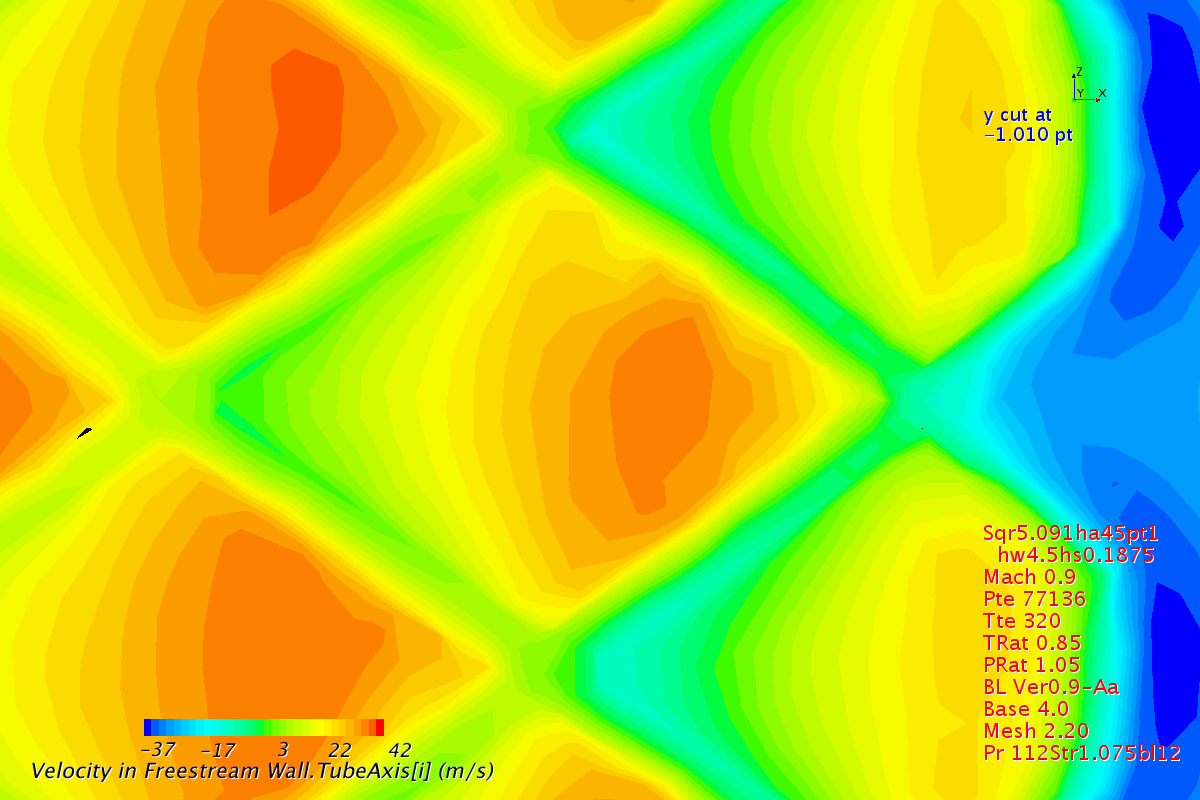 Z
Y X
y cut at
-1.010 pt
Sqr5.091ha45pt1
hw4.5hs0.1875
Mach 0.9
Pte 77136
Tte 320
TRat 0.85
PRat 1.05
BL Ver0.9-Aa
Base 4.0
Mesh 2.20
Pr 112Str1.075bl12
-37 -17 3 22 42
Velocity in Freestream Wall.TubeAxis[i] (m/s)